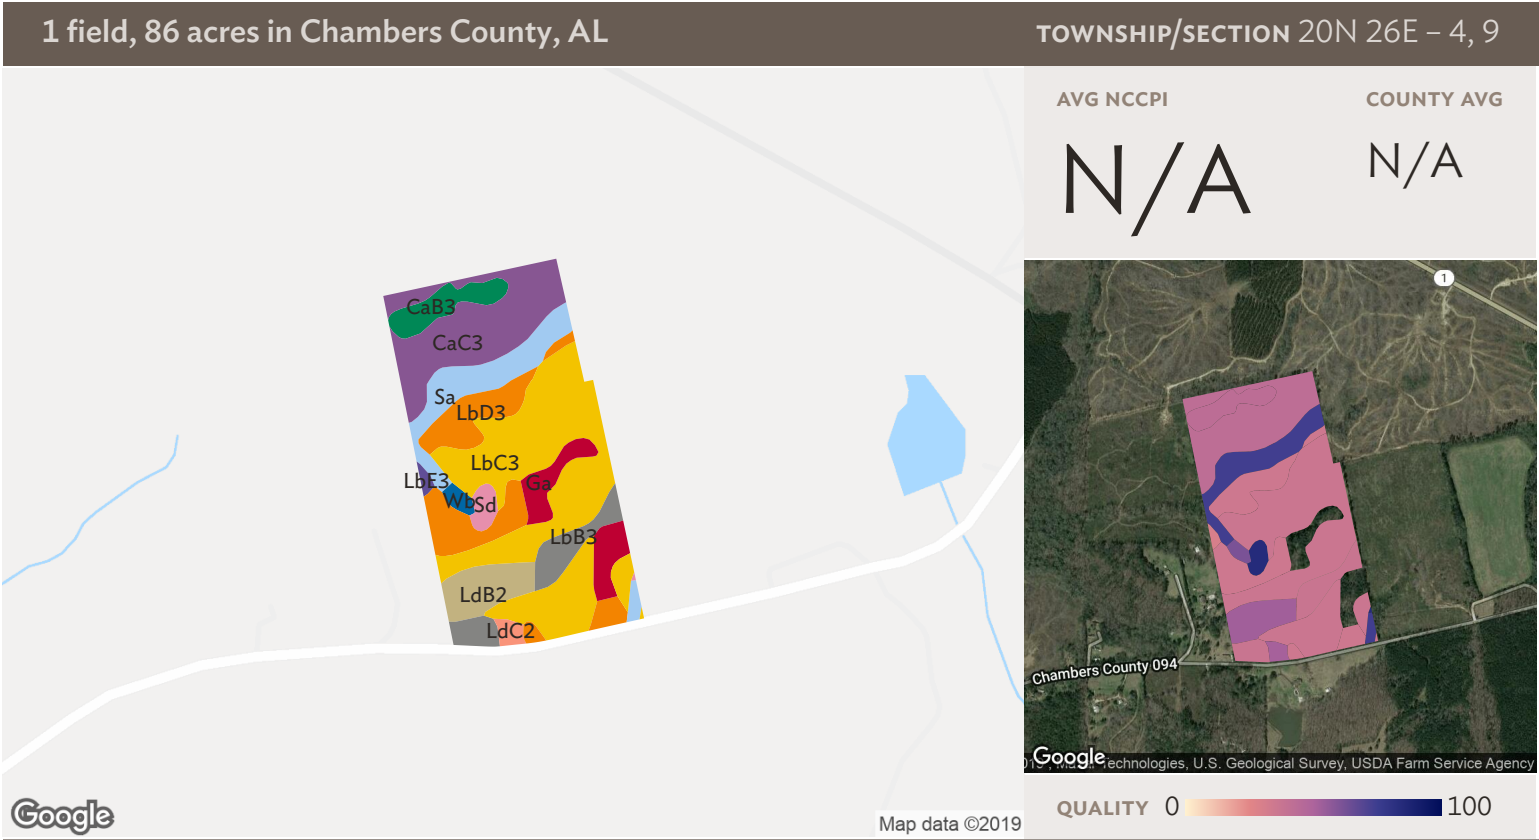 1 field, 86 acres in Chambers County, AL
TOWNSHIP/SECTION 20N 26E – 4, 9
AVG NCCPI
COUNTY AVG
N/A
N/A
CaB3
CaC3
Sa
LbD3
LbC3
LbE3
Ga
Wb
Sd
LbB3
LdB2
LdC2
Google
Map data ©2019
1
Chambers County 094
Google
Technologies, U.S. Geological Survey, USDA Farm Service Agency
QUALITY 0 100